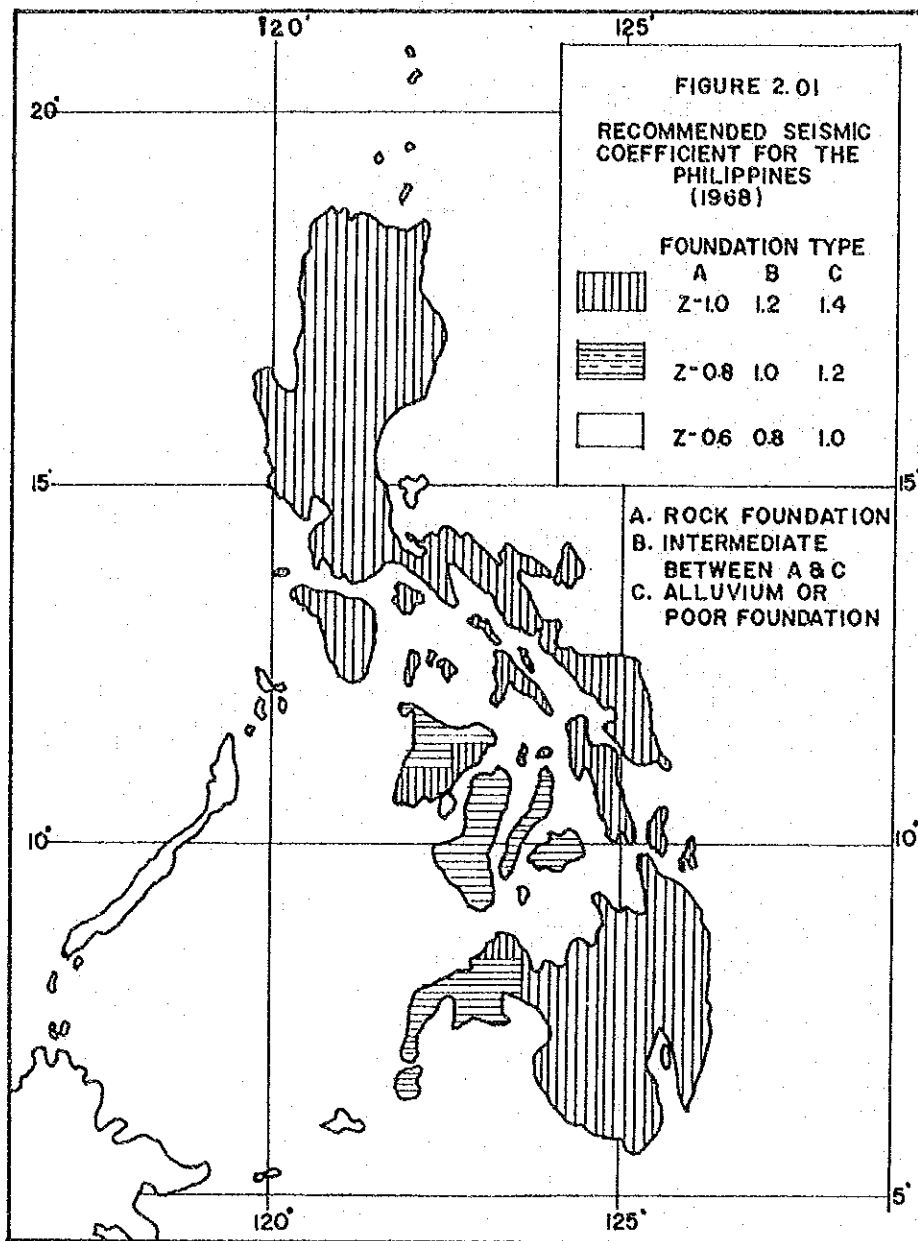 120°
125°
FIGURE 2.01
20°
RECOMMENDED SEISMIC
COEFFICIENT FOR THE
PHILIPPINES
(1968)
FOUNDATION TYPE
A B C
Z-1.0 1.2 1.4
Z-0.8 1.0 1.2
Z-0.6 0.8 1.0
15°
15°
A. ROCK FOUNDATION
B. INTERMEDIATE
BETWEEN A & C
C. ALLUVIUM OR
POOR FOUNDATION
10°
10°
5°
120°
125°